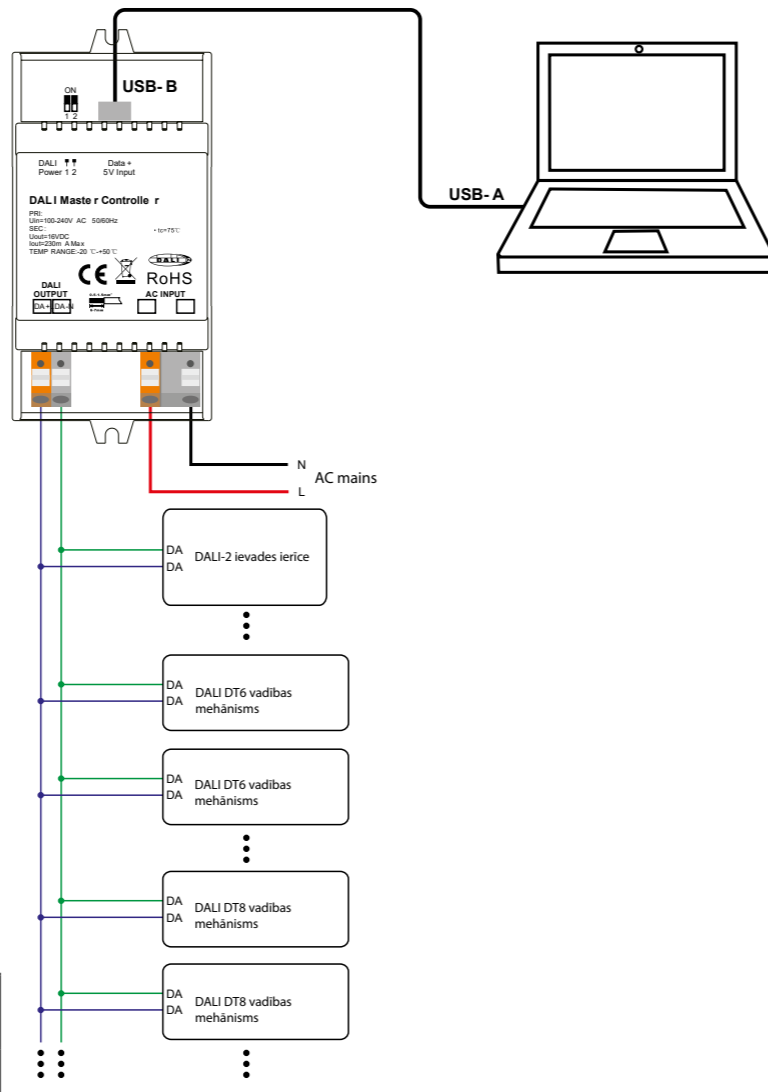 USB- B
ON
1 2
DALI Power 1 2
Data +
5V Input
DALI Maste r Controlle r
PRI:
Uin=100-240V AC 50/60Hz
SEC:
Uout=16VDC
Iout=230m A Max
TEMP RANGE:-20 ℃-+50 ℃
• tc=75℃
DALI
CE
RoHS
DALI
OUTPUT
AC INPUT
DA+
DA-N
USB- A
N
L
AC mains
DA
DA
DALI-2 ievades ierīce
DA
DA
DALI DT6 vadības
mehānisms
DA
DA
DALI DT6 vadības
mehānisms
DA
DA
DALI DT8 vadības
mehānisms
DA
DA
DALI DT8 vadības
mehānisms